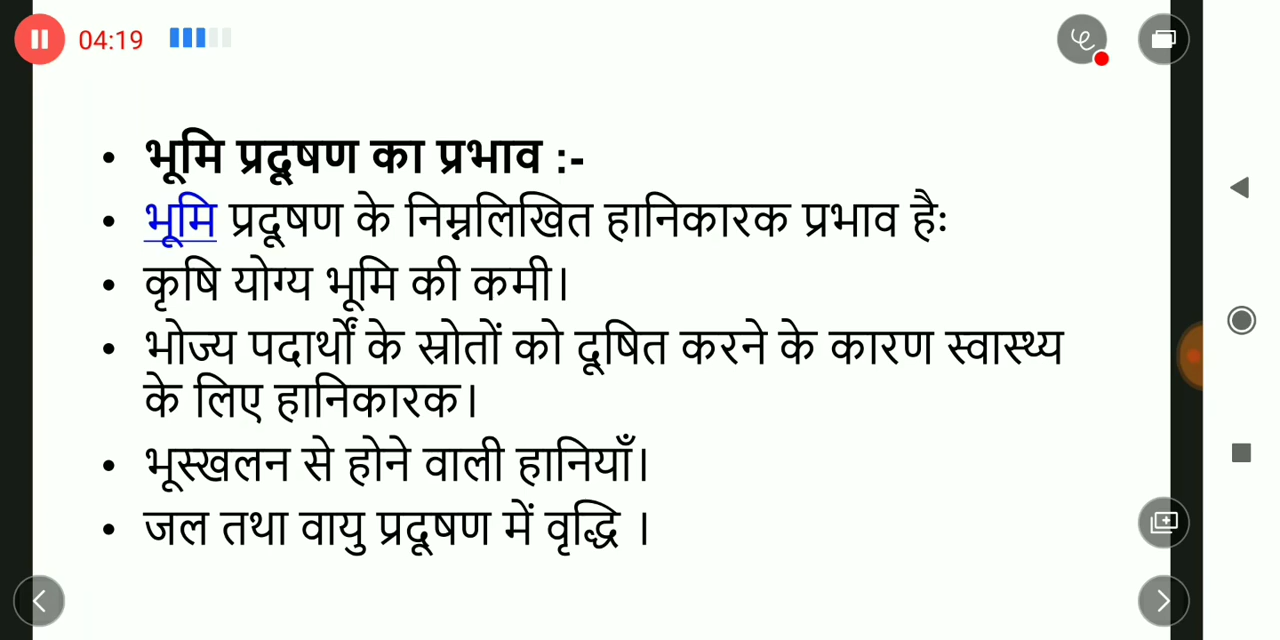 04:19
भूमि प्रदूषण का प्रभाव :-
भूमि प्रदूषण के निम्नलिखित हानिकारक प्रभाव हैः
कृषि योग्य भूमि की कमी।
भोज्य पदार्थों के स्रोतों को दूषित करने के कारण स्वास्थ्य
के लिए हानिकारक।
भूस्खलन से होने वाली हानियाँ।
जल तथा वायु प्रदूषण में वृद्धि ।